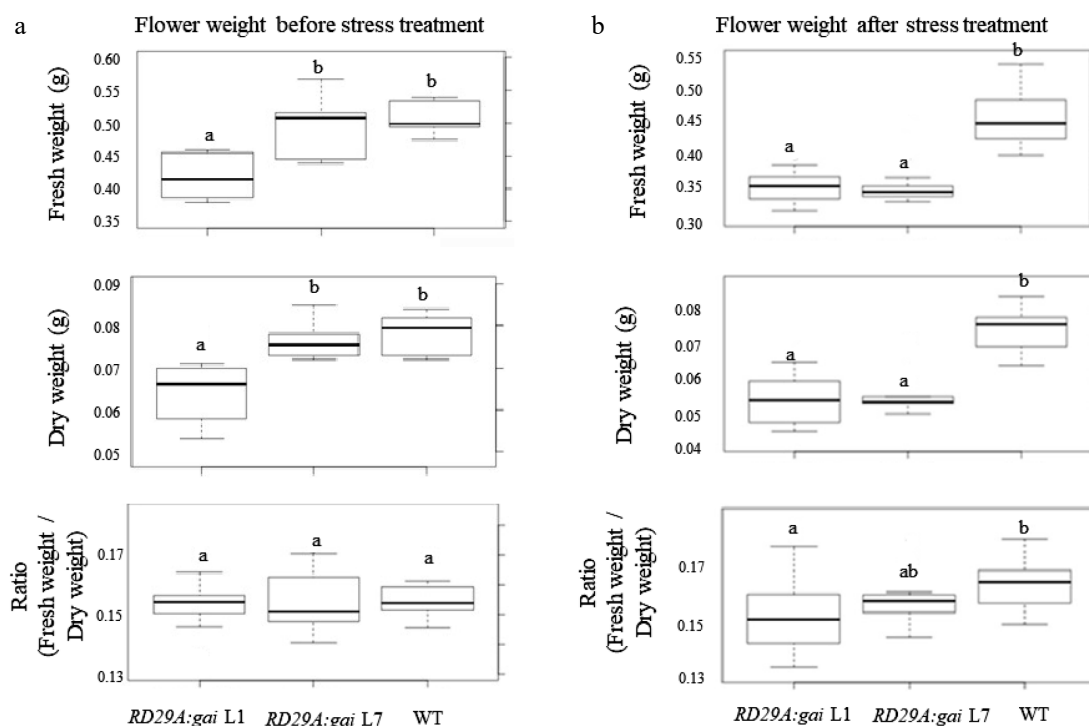 a
Flower weight before stress treatment
Fresh weight (g)
0.60
0.50
0.45
0.40
0.35
a
b
b
Dry weight (g)
0.09
0.08
0.07
0.06
0.05
a
b
b
Ratio
(Fresh weight /
Dry weight)
0.17
0.15
0.13
a
a
a
RD29A:gai L1
RD29A:gai L7
WT
b
Flower weight after stress treatment
Fresh weight (g)
0.55
0.50
0.45
0.40
0.35
0.30
a
a
b
Dry weight (g)
0.08
0.07
0.06
0.05
0.04
a
a
b
Ratio
(Fresh weight /
Dry weight)
0.17
0.15
0.13
a
ab
b
RD29A:gai L1
RD29A:gai L7
WT